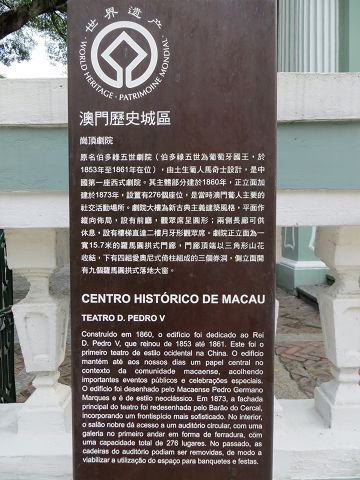 世界遗产
WORLD HERITAGE • PATRIMOINE MONDIAL
澳門歷史城區
崗頂劇院
原名伯多祿五世劇院（伯多祿五世為葡萄牙國王，於
1853年至1861年在位），由土生葡人馬奇士設計，是中
國第一座西式劇院。其主體部分建於1860年，正立面加
建於1873年，設置有276個座位，是當時澳門葡人主要的
社交活動場所。劇院大樓為新古典主義建築風格，平面作
縱向佈局，設有前廳，觀眾席呈圓形；兩側長廊可供
休息，設有樓梯直達二樓月牙形觀眾席。劇院正立面為一
寬15.7米的羅馬圓拱式門廊，門廊頂端以三角形山花
收結，下有四組愛奧尼式倚柱組成的三個券洞，側立面開
有九個羅馬圓拱式落地大窗。
CENTRO HISTÓRICO DE MACAU
TEATRO D. PEDRO V
Construído em 1860, o edifício foi dedicado ao Rei
D. Pedro V, que reinou de 1853 até 1861. Este foi o
primeiro teatro de estilo ocidental na China. O edifício
mantém até aos nossos dias um papel central no
contexto da comunidade macaense, acolhendo
importantes eventos públicos e celebrações especiais.
O edifício foi desenhado pelo Macaense Pedro Germano
Marques e é de estilo neoclássico. Em 1873, a fachada
principal do teatro foi redesenhada pelo Barão do Cercal,
incorporando um frontispício mais sofisticado. No interior,
o salão nobre dá acesso a um auditório circular, com uma
galeria no primeiro andar em forma de ferradura, com
uma capacidade total de 276 lugares. No passado, as
cadeiras do auditório podiam ser removidas, de modo a
viabilizar a utilização do espaço para banquetes e festas.